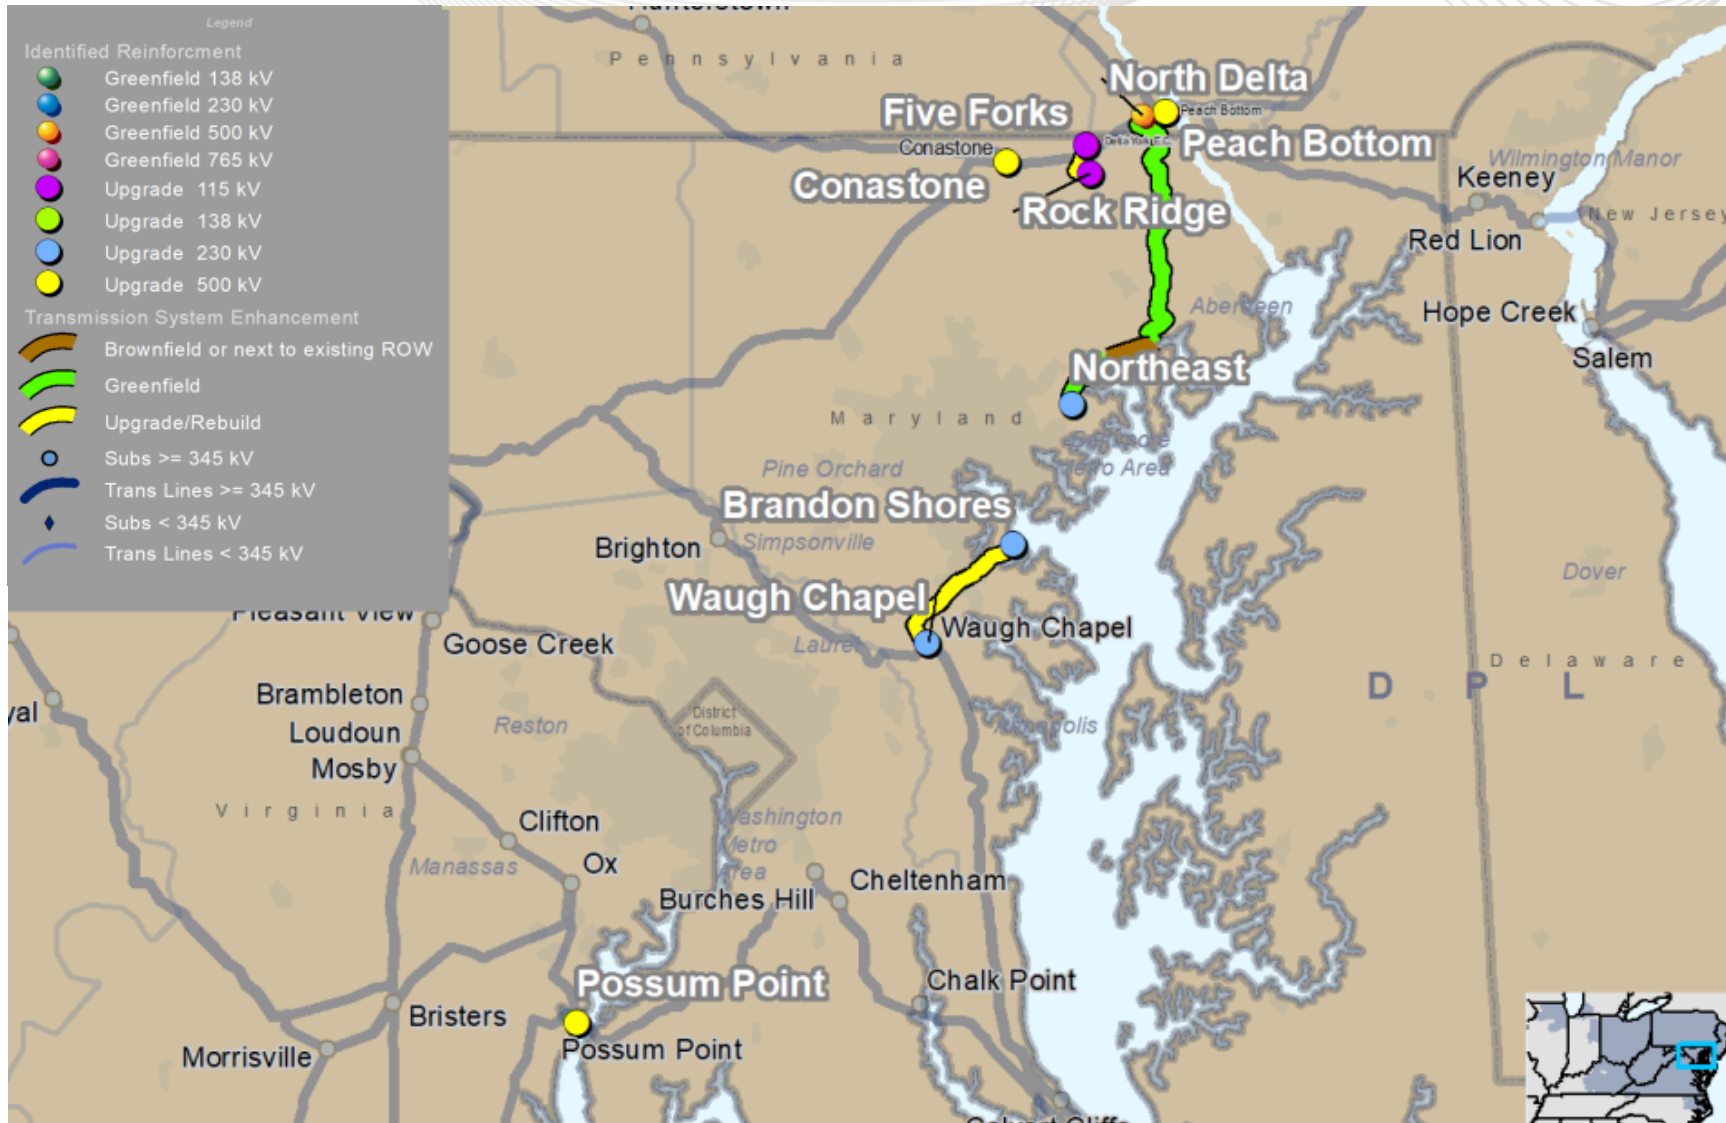 Legend
Identified Reinforcment
Greenfield 138 kV
Greenfield 230 kV
Greenfield 500 kV
Greenfield 765 kV
Upgrade 115 kV
Upgrade 138 kV
Upgrade 230 kV
Upgrade 500 kV
Transmission System Enhancement
Brownfield or next to existing ROW
Greenfield
Upgrade/Rebuild
Subs >= 345 kV
Trans Lines >= 345 kV
Subs < 345 kV
Trans Lines < 345 kV
Pennsylvania
North Delta
Peach Bottom
Five Forks
Peach Bottom
Conastone
Conastone
Rock Ridge
Wilmington Manor
Keeney
New Jersey
Red Lion
Aberdeen
Hope Creek
Salem
Northeast
Maryland
Metro Area
Pine Orchard
Brandon Shores
Brighton
Simpsonville
Dover
Waugh Chapel
Waugh Chapel
Pleasant View
Goose Creek
Laurel
Delaware
D P L
Brambleton
District
of Columbia
Reston
Annapolis
Loudoun
Mosby
Virginia
Clifton
Washington
Metro
Area
Manassas
Ox
Burches Hill
Cheltenham
Possum Point
Chalk Point
Bristers
Possum Point
Morrisville